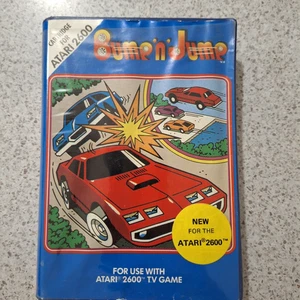 CARTRIDGE
FOR
ATARI 2600
Bump 'n' Jump
NEW
FOR THE
ATARI® 2600™
FOR USE WITH
ATARI® 2600™ TV GAME